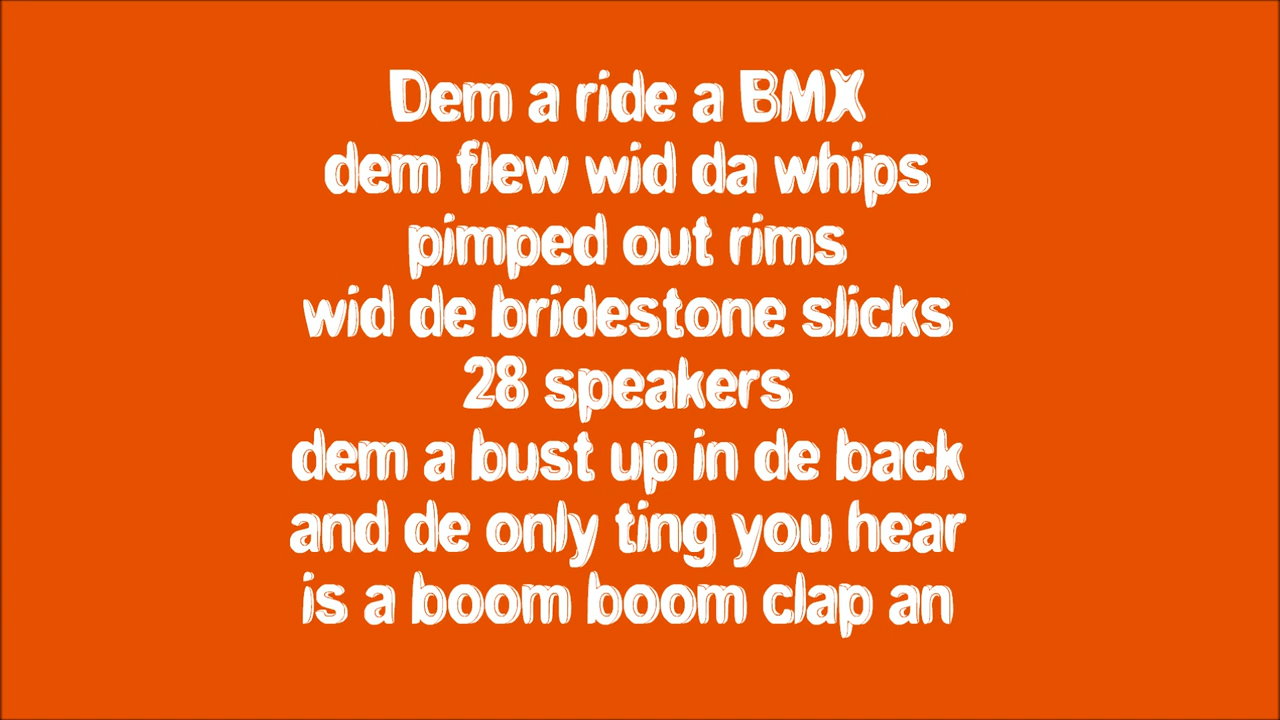 Dem a ride a BMX
dem flew wid da whips
pimped out rims
wid de bridestone slicks
28 speakers
dem a bust up in de back
and de only ting you hear
is a boom boom clap an